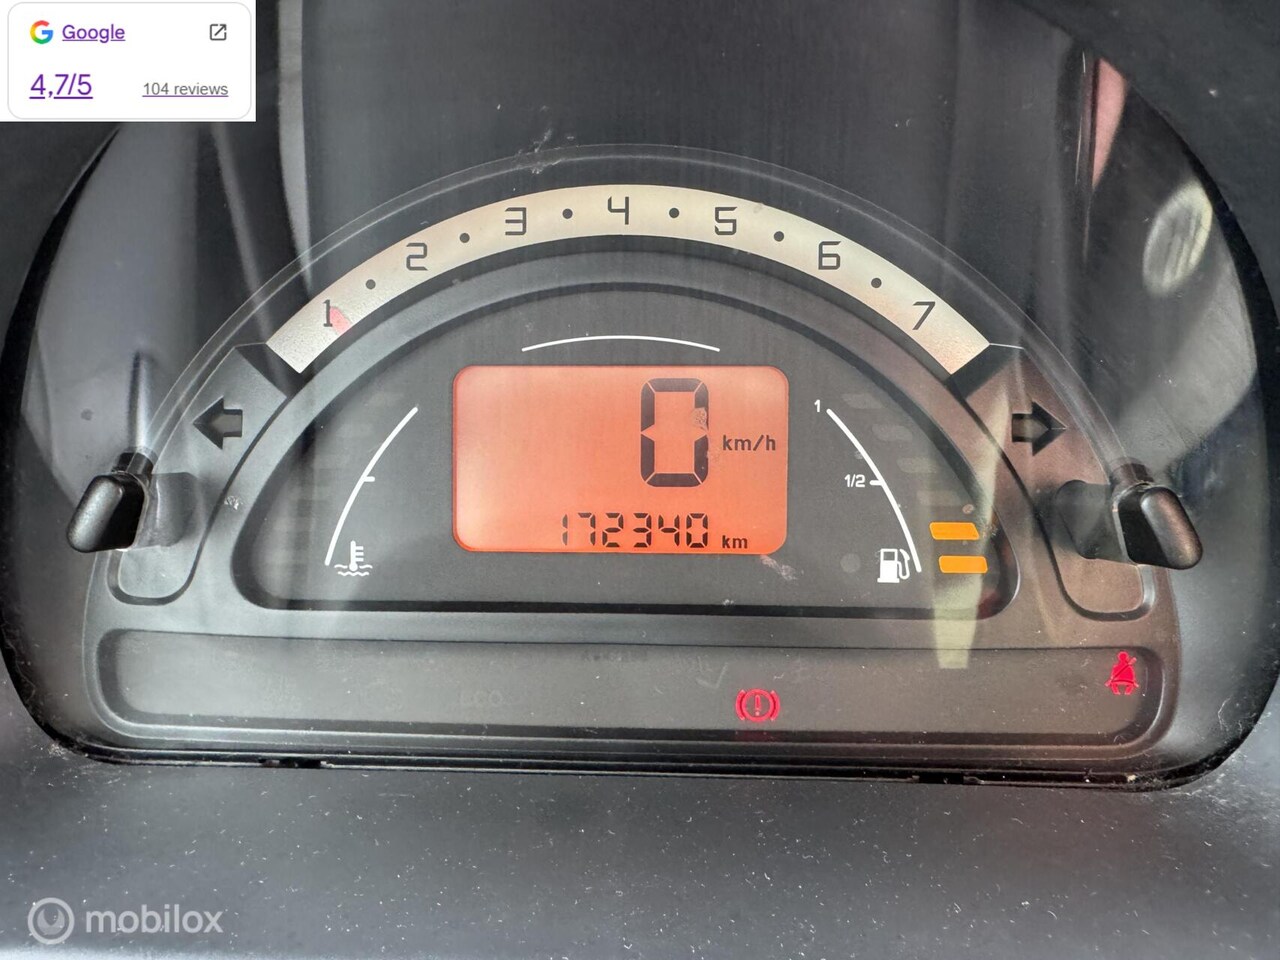 Google
4,7/5 104 reviews
1 2 3 4 5 6 7
0 km/h
172340 km
1
1/2
mobilox